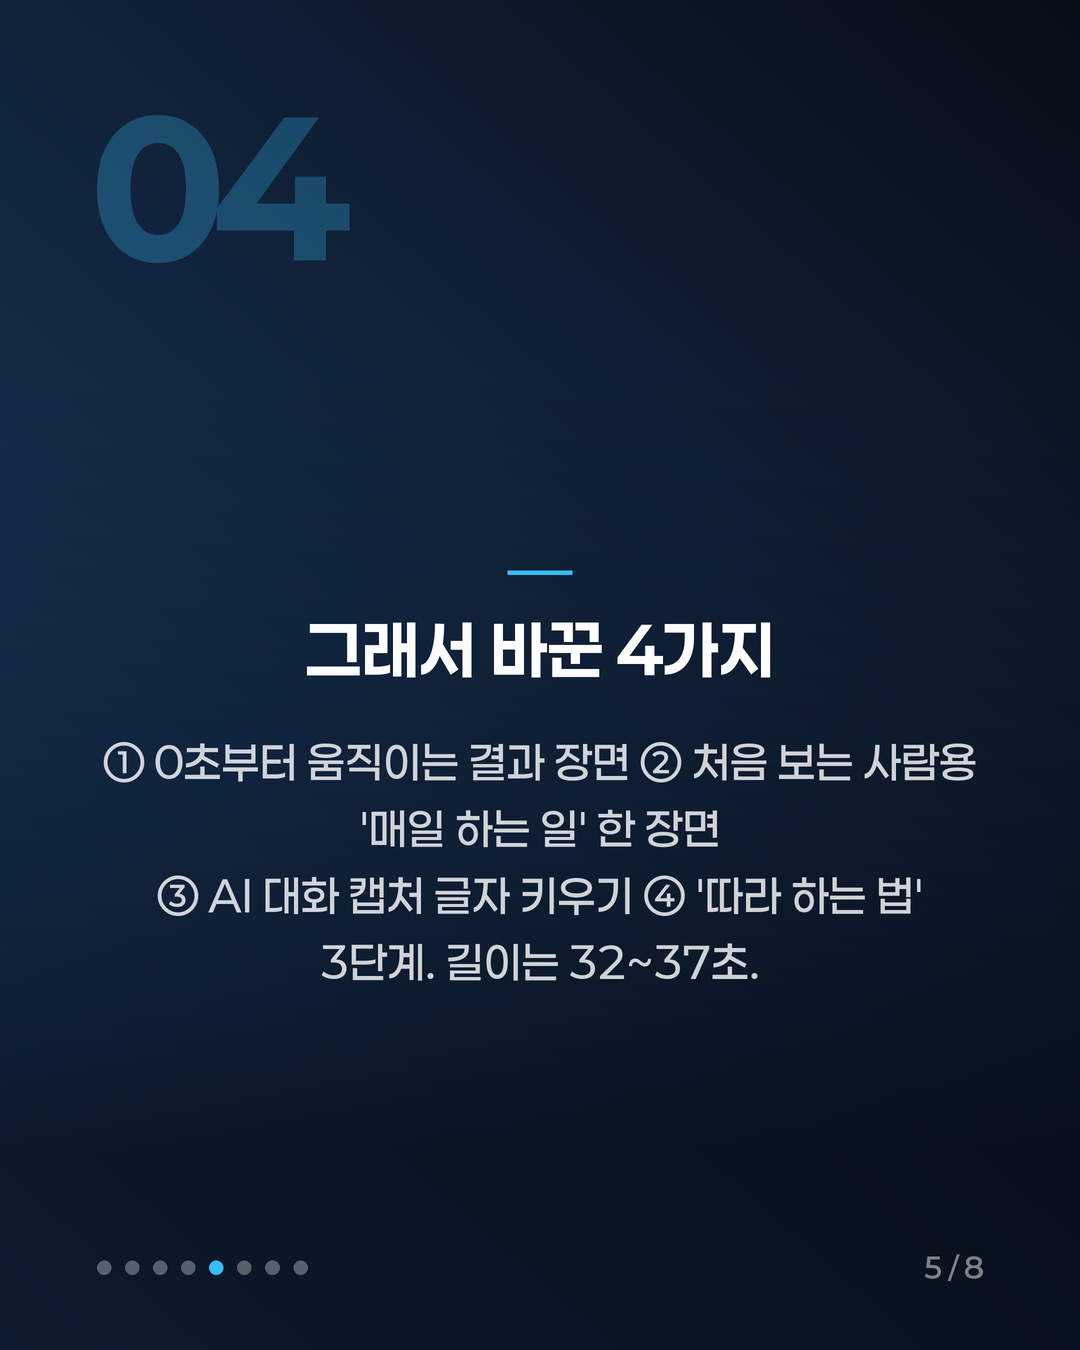 04
그래서 바꾼 4가지
① 0초부터 움직이는 결과 장면 ② 처음 보는 사람용
'매일 하는 일' 한 장면
③ AI 대화 캡처 글자 키우기 ④ '따라 하는 법'
3단계. 길이는 32~37초.
5/8